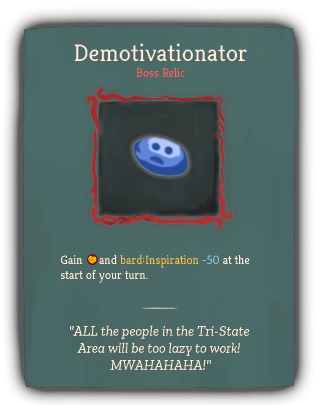 Demotivationator
Boss Relic
Gain and bard:Inspiration -50 at the
start of your turn.
"ALL the people in the Tri-State
Area will be too lazy to work!
MWAHAHAHA!"